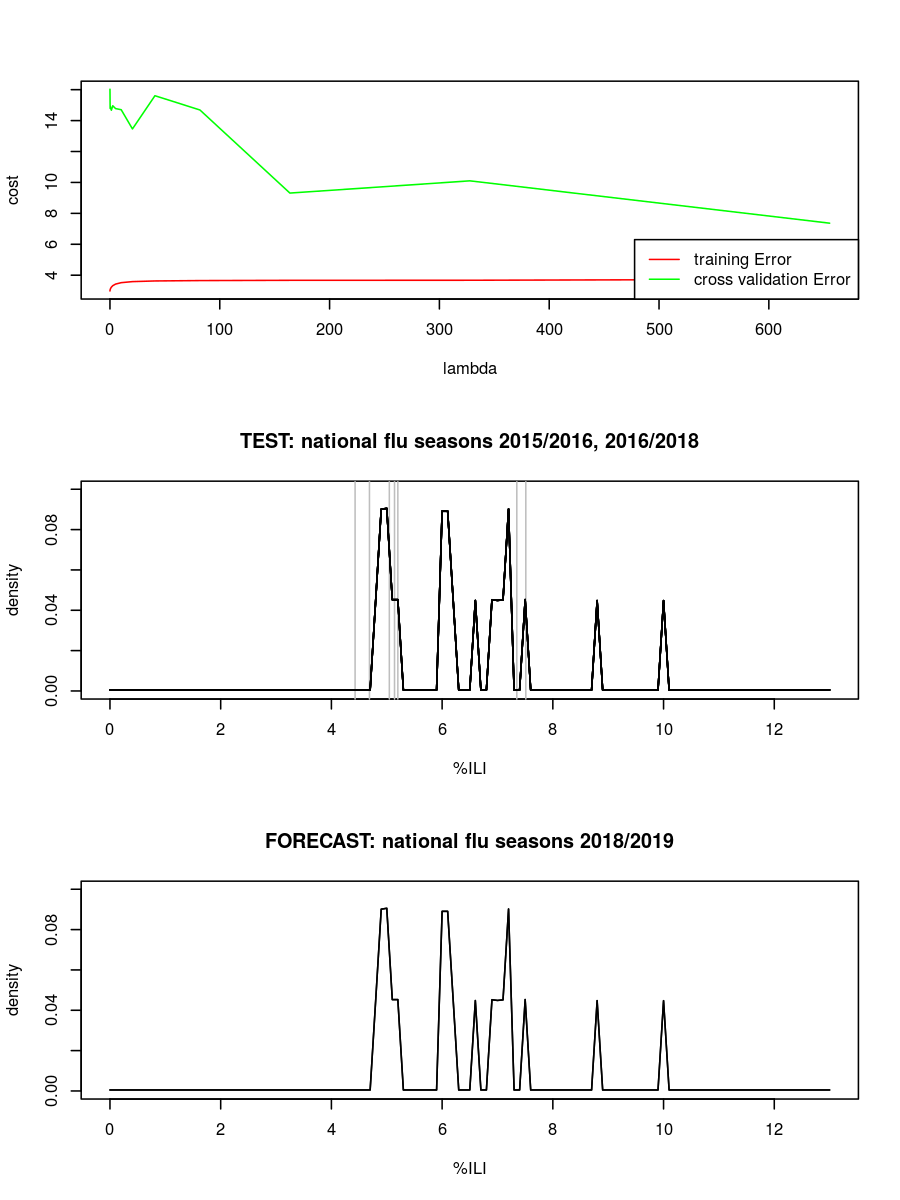 cost
14
10
8
6
4
training Error
cross validation Error
0 100 200 300 400 500 600
lambda
TEST: national flu seasons 2015/2016, 2016/2018
density
0.08
0.04
0.00
0 2 4 6 8 10 12
%ILI
FORECAST: national flu seasons 2018/2019
density
0.08
0.04
0.00
0 2 4 6 8 10 12
%ILI